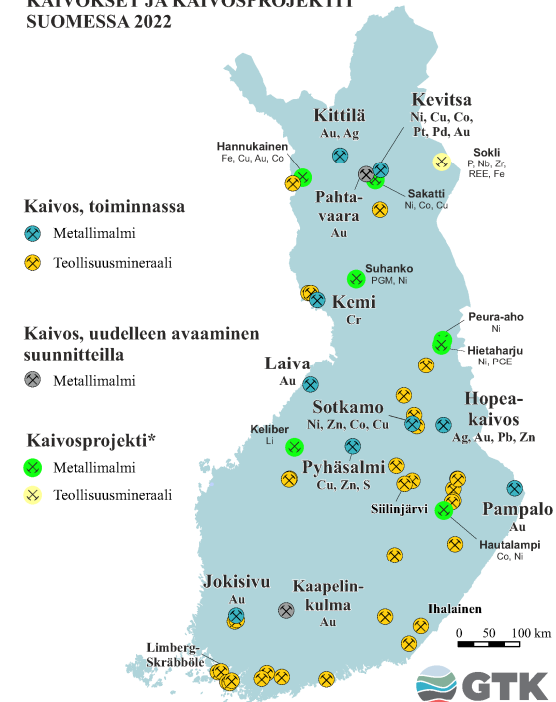 KAIVOKSET JA KAIVOSPROJEKTIT
SUOMESSA 2022
Kittilä
Au, Ag
Kevitsa
Ni, Cu, Co,
Pt, Pd, Au
Hannukainen
Fe, Cu, Au, Co
Sokli
P, Nb, Zr,
REE, Fe
Pahta-
vaara
Au
Sakatti
Ni, Co, Cu
Kaivos, toiminnassa
Metallimalmi
Teollisuusmineraali
Suhanko
PGM, Ni
Kemi
Cr
Peura-aho
Ni
Hietaharju
Ni, PGE
Kaivos, uudelleen avaaminen
suunnitteilla
Metallimalmi
Laiva
Au
Sotkamo
Ni, Zn, Co, Cu
Hopea-
kaivos
Ag, Au, Pb, Zn
Kaivosprojekti*
Metallimalmi
Teollisuusmineraali
Keliber
Li
Pyhäsalmi
Cu, Zn, S
Siilinjärvi
Pampalo
Au
Hautalampi
Co, Ni
Jokisivu
Au
Kaapelin-
kulma
Au
Ihalainen
Limberg-
Skräbböle
0 50 100 km
GTK